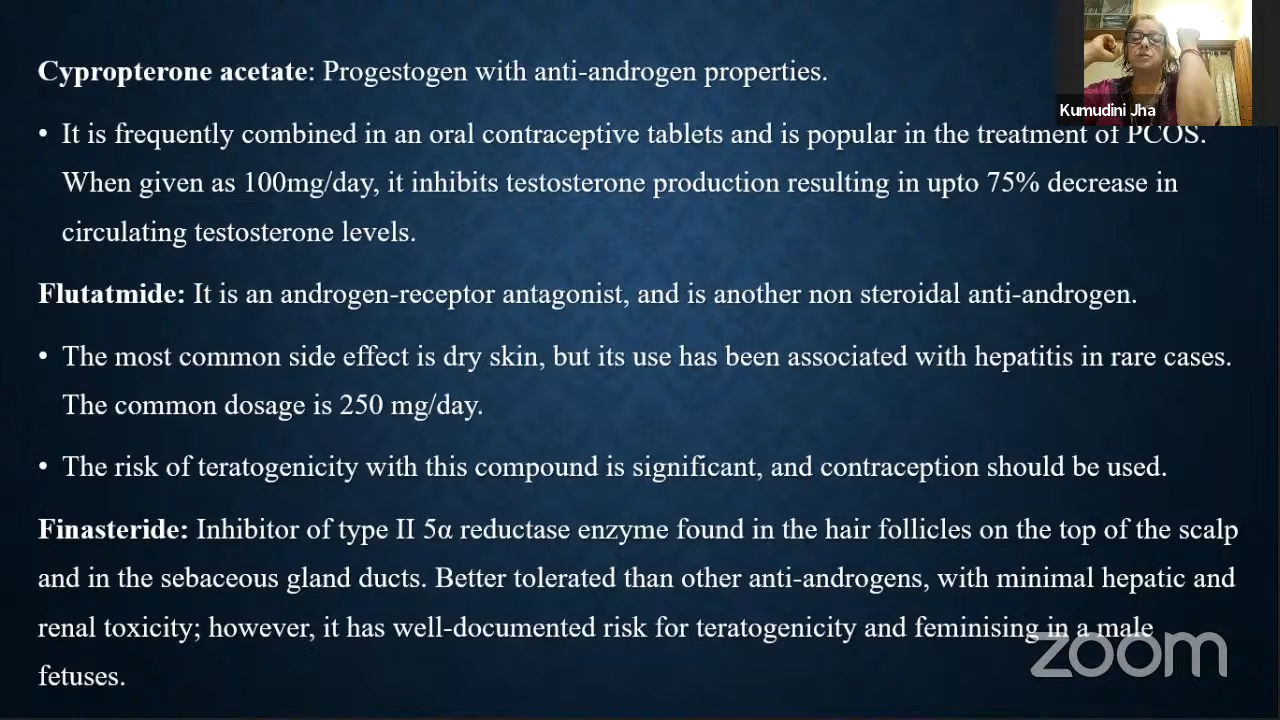 Cypropterone acetate: Progestogen with anti-androgen properties.
Kumudini Jha
• It is frequently combined in an oral contraceptive tablets and is popular in the treatment of PCOS.
When given as 100mg/day, it inhibits testosterone production resulting in upto 75% decrease in
circulating testosterone levels.
Flutatmide: It is an androgen-receptor antagonist, and is another non steroidal anti-androgen.
• The most common side effect is dry skin, but its use has been associated with hepatitis in rare cases.
The common dosage is 250 mg/day.
• The risk of teratogenicity with this compound is significant, and contraception should be used.
Finasteride: Inhibitor of type II 5α reductase enzyme found in the hair follicles on the top of the scalp
and in the sebaceous gland ducts. Better tolerated than other anti-androgens, with minimal hepatic and
renal toxicity; however, it has well-documented risk for teratogenicity and feminising in a male
fetuses.
zoom